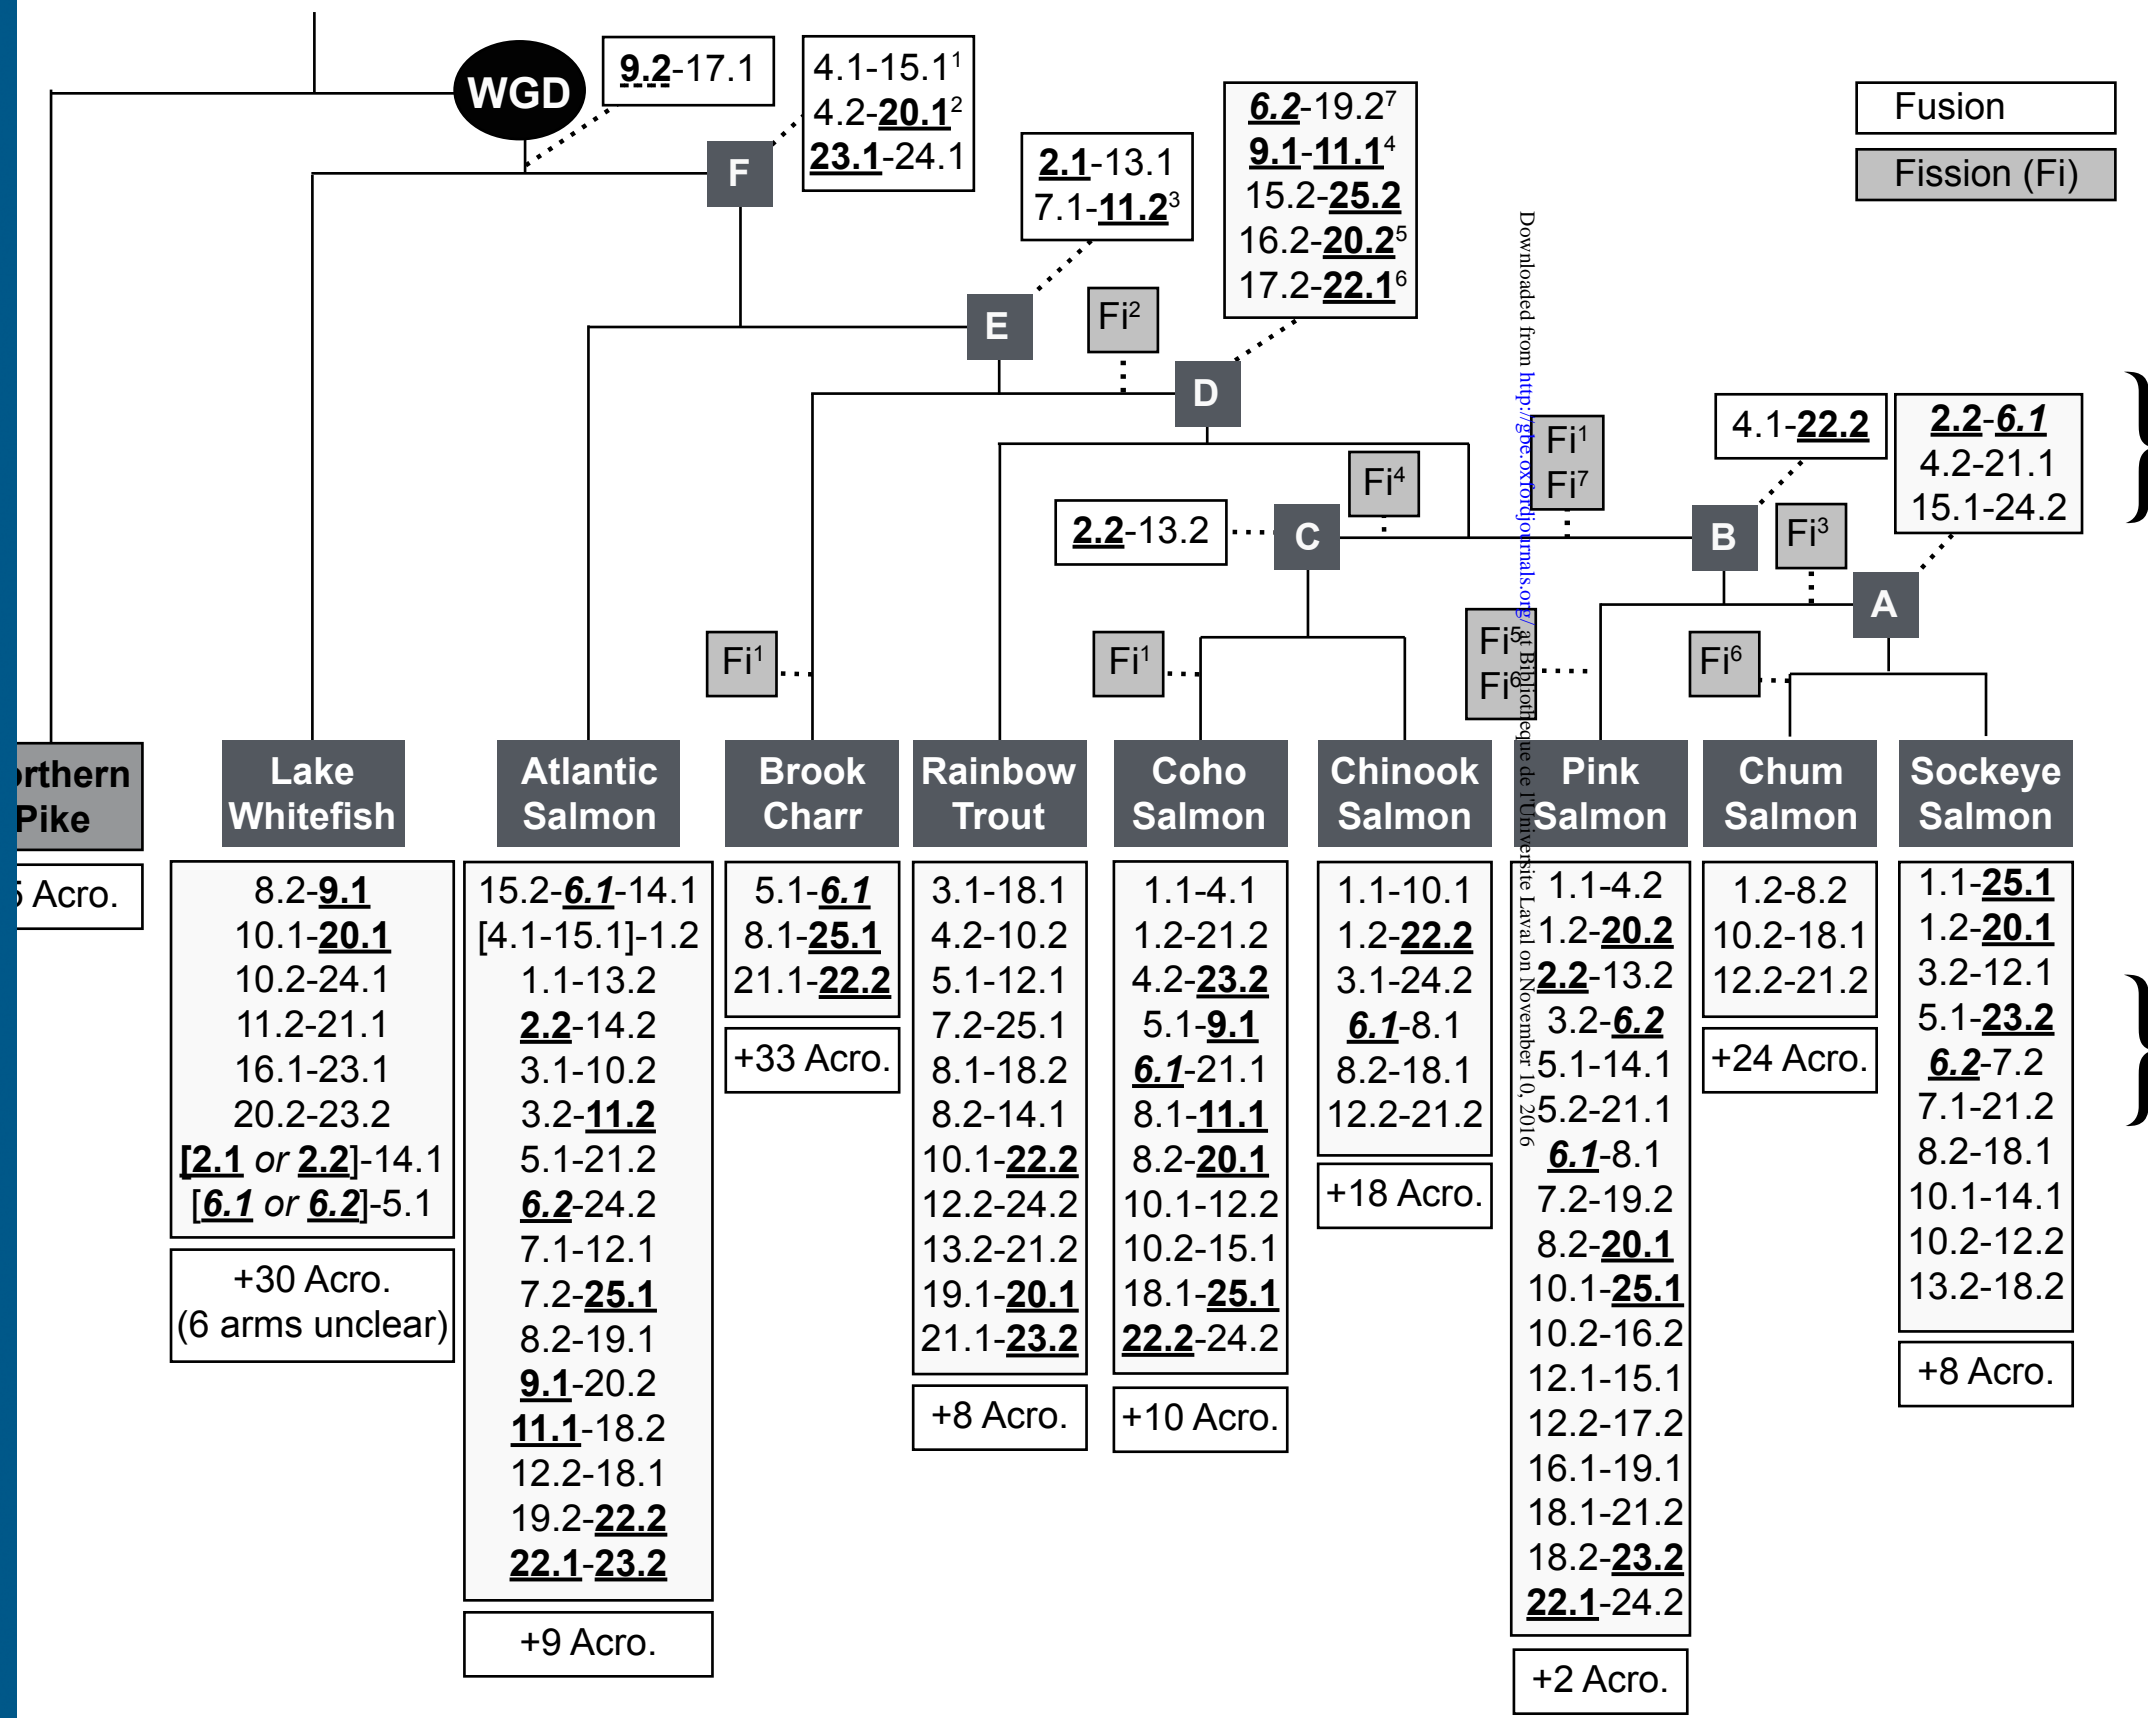 WGD
9.2-17.1
4.1-15.1¹
4.2-20.1²
23.1-24.1
F
2.1-13.1
7.1-11.2³
E
Fi²
6.2-19.2⁷
9.1-11.1⁴
15.2-25.2
16.2-20.2⁵
17.2-22.1⁶
D
Fusion
Fission (Fi)
Downloaded from http://gbe.oxfordjournals.org/ at Bibliotheque de l'Universite Laval on November 10, 2016
2.2-13.2
C
Fi⁴
Fi¹
Fi⁷
4.1-22.2
B
Fi³
2.2-6.1
4.2-21.1
15.1-24.2
A
Fi¹
Fi¹
Fi⁵
Fi⁶
Fi⁶
Pike
Acro.
Lake
Whitefish
8.2-9.1
10.1-20.1
10.2-24.1
11.2-21.1
16.1-23.1
20.2-23.2
[2.1 or 2.2]-14.1
[6.1 or 6.2]-5.1
+30 Acro.
(6 arms unclear)
Atlantic
Salmon
15.2-6.1-14.1
[4.1-15.1]-1.2
1.1-13.2
2.2-14.2
3.1-10.2
3.2-11.2
5.1-21.2
6.2-24.2
7.1-12.1
7.2-25.1
8.2-19.1
9.1-20.2
11.1-18.2
12.2-18.1
19.2-22.2
22.1-23.2
+9 Acro.
Brook
Charr
5.1-6.1
8.1-25.1
21.1-22.2
+33 Acro.
Rainbow
Trout
3.1-18.1
4.2-10.2
5.1-12.1
7.2-25.1
8.1-18.2
8.2-14.1
10.1-22.2
12.2-24.2
13.2-21.2
19.1-20.1
21.1-23.2
+8 Acro.
Coho
Salmon
1.1-4.1
1.2-21.2
4.2-23.2
5.1-9.1
6.1-21.1
8.1-11.1
8.2-20.1
10.1-12.2
10.2-15.1
18.1-25.1
22.2-24.2
+10 Acro.
Chinook
Salmon
1.1-10.1
1.2-22.2
3.1-24.2
6.1-8.1
8.2-18.1
12.2-21.2
+18 Acro.
Pink
Salmon
1.1-4.2
1.2-20.2
2.2-13.2
3.2-6.2
5.1-14.1
5.2-21.1
6.1-8.1
7.2-19.2
8.2-20.1
10.1-25.1
10.2-16.2
12.1-15.1
12.2-17.2
16.1-19.1
18.1-21.2
18.2-23.2
22.1-24.2
+2 Acro.
Chum
Salmon
1.2-8.2
10.2-18.1
12.2-21.2
+24 Acro.
Sockeye
Salmon
1.1-25.1
1.2-20.1
3.2-12.1
5.1-23.2
6.2-7.2
7.1-21.2
8.2-18.1
10.1-14.1
10.2-12.2
13.2-18.2
+8 Acro.